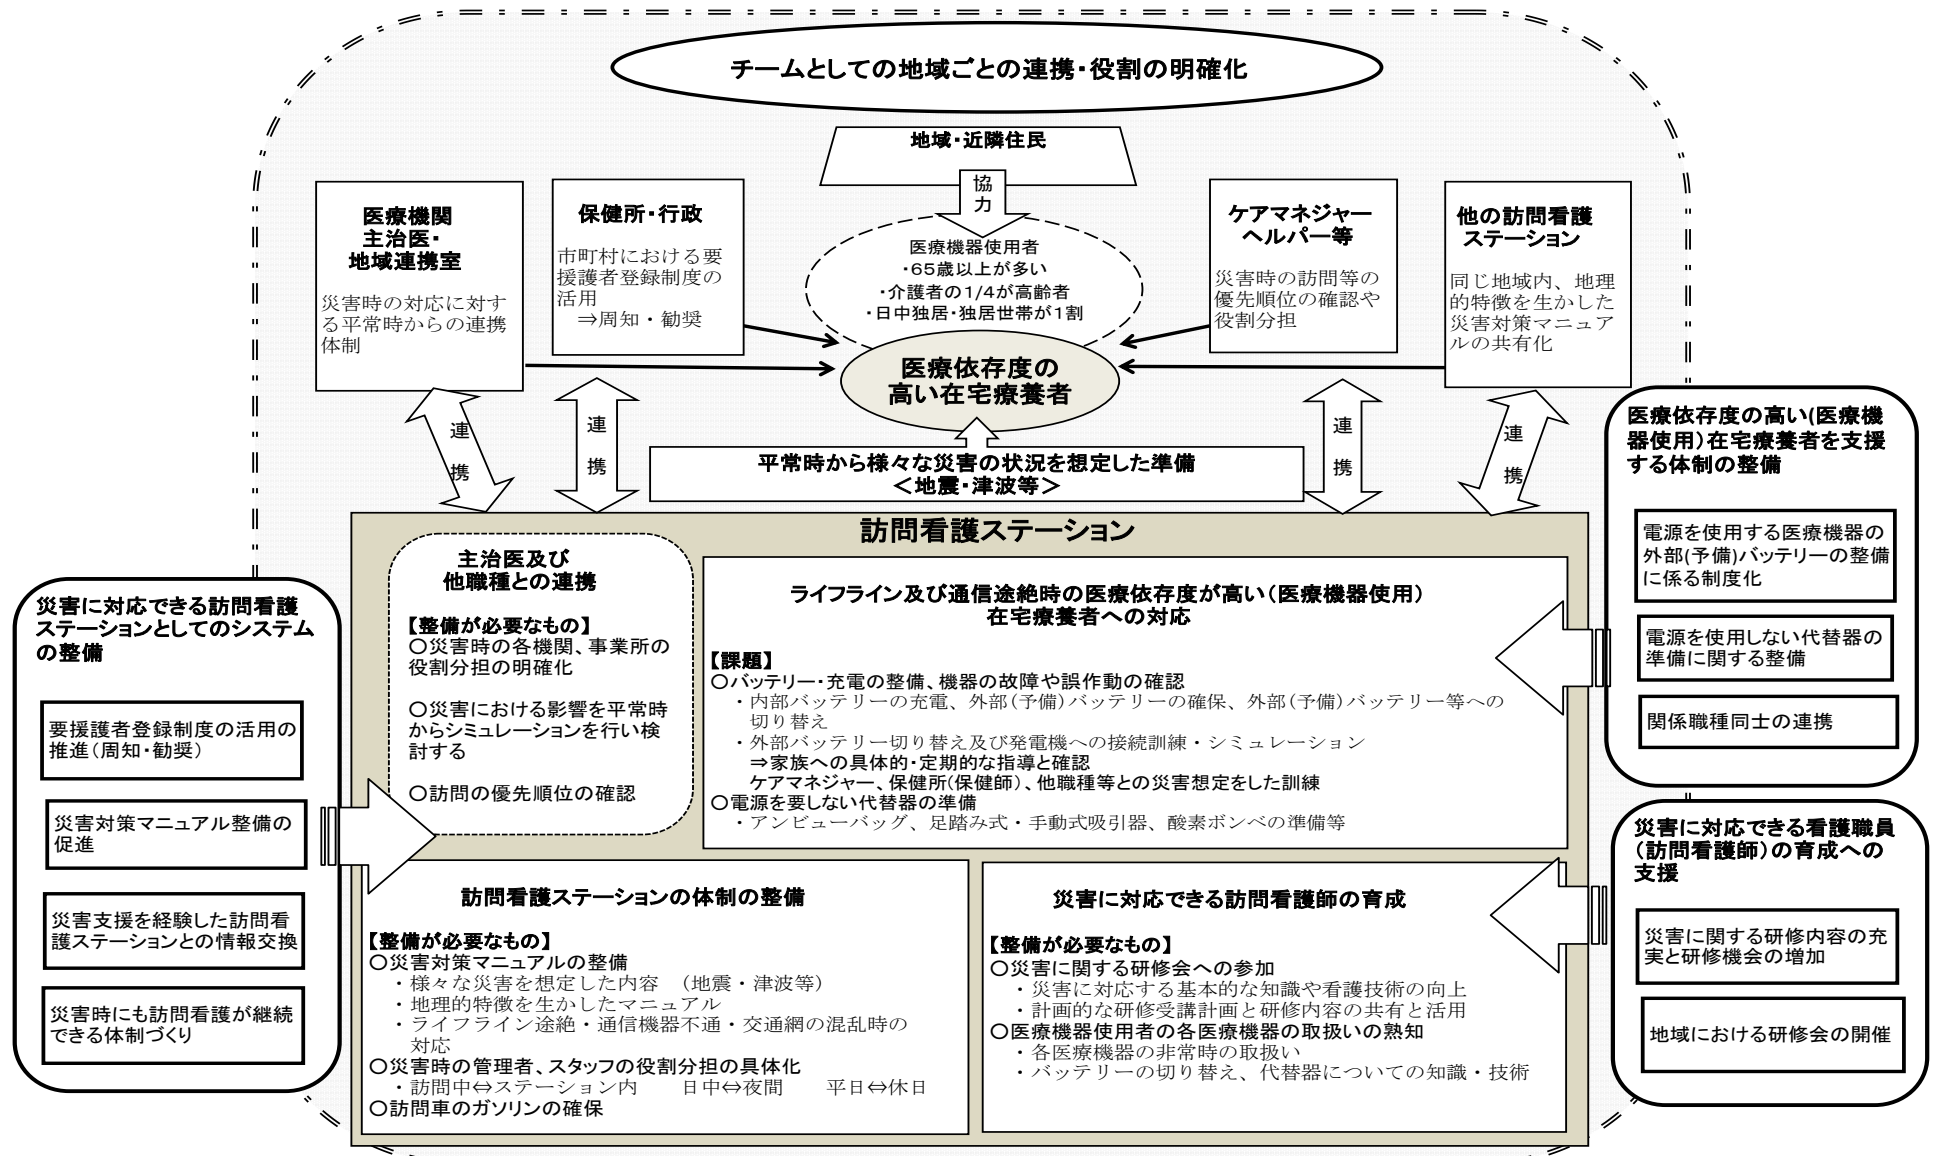 チームとしての地域ごとの連携・役割の明確化
地域・近隣住民
協
力
医療機関
主治医・
地域連携室
災害時の対応に対す
る平常時からの連携
体制
保健所・行政
市町村における要
援護者登録制度の
活用
⇒周知・勧奨
医療機器使用者
・65歳以上が多い
・介護者の1/4が高齢者
・日中独居・独居世帯が1割
医療依存度の
高い在宅療養者
ケアマネジャー
ヘルパー等
災害時の訪問等の
優先順位の確認や
役割分担
他の訪問看護
ステーション
同じ地域内、地理
的特徴を生かした
災害対策マニュア
ルの共有化
連
携
連
携
連
携
連
携
平常時から様々な災害の状況を想定した準備
＜地震・津波等＞
訪問看護ステーション
主治医及び
他職種との連携
【整備が必要なもの】
○災害時の各機関、事業所の
役割分担の明確化
○災害における影響を平常時
からシミュレーションを行い検
討する
○訪問の優先順位の確認
ライフライン及び通信途絶時の医療依存度が高い（医療機器使用）
在宅療養者への対応
【課題】
○バッテリー・充電の整備、機器の故障や誤作動の確認
・内部バッテリーの充電、外部(予備)バッテリーの確保、外部(予備)バッテリー等への
切り替え
・外部バッテリー切り替え及び発電機への接続訓練・シミュレーション
⇒家族への具体的・定期的な指導と確認
ケアマネジャー、保健所(保健師)、他職種等との災害想定をした訓練
○電源を要しない代替器の準備
・アンビューバッグ、足踏み式・手動式吸引器、酸素ボンベの準備等
訪問看護ステーションの体制の整備
【整備が必要なもの】
○災害対策マニュアルの整備
・様々な災害を想定した内容　（地震・津波等）
・地理的特徴を生かしたマニュアル
・ライフライン途絶・通信機器不通・交通網の混乱時の
対応
○災害時の管理者、スタッフの役割分担の具体化
・訪問中⇔ステーション内　　日中⇔夜間　　平日⇔休日
○訪問車のガソリンの確保
災害に対応できる訪問看護師の育成
【整備が必要なもの】
○災害に関する研修会への参加
・災害に対応する基本的な知識や看護技術の向上
・計画的な研修受講計画と研修内容の共有と活用
○医療機器使用者の各医療機器の取扱いの熟知
・各医療機器の非常時の取扱い
・バッテリーの切り替え、代替器についての知識・技術
災害に対応できる訪問看護
ステーションとしてのシステム
の整備
要援護者登録制度の活用の
推進（周知・勧奨）
災害対策マニュアル整備の
促進
災害支援を経験した訪問看
護ステーションとの情報交換
災害時にも訪問看護が継続
できる体制づくり
医療依存度の高い(医療機
器使用）在宅療養者を支援
する体制の整備
電源を使用する医療機器の
外部(予備)バッテリーの整備
に係る制度化
電源を使用しない代替器の
準備に関する整備
関係職種同士の連携
災害に対応できる看護職員
（訪問看護師）の育成への
支援
災害に関する研修内容の充
実と研修機会の増加
地域における研修会の開催